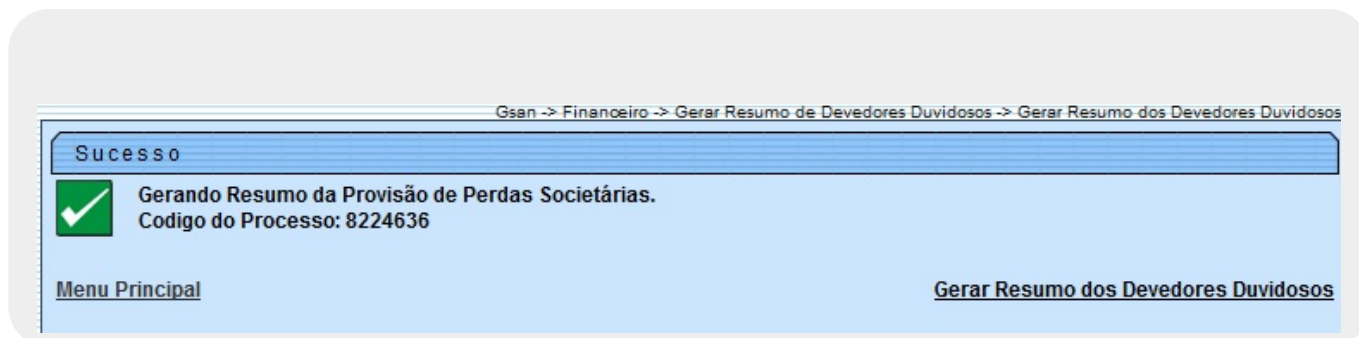 Gsan -> Financeiro -> Gerar Resumo de Devedores Duvidosos -> Gerar Resumo dos Devedores Duvidosos
Sucesso
Gerando Resumo da Provisão de Perdas Societárias.
Codigo do Processo: 8224636
Menu Principal
Gerar Resumo dos Devedores Duvidosos